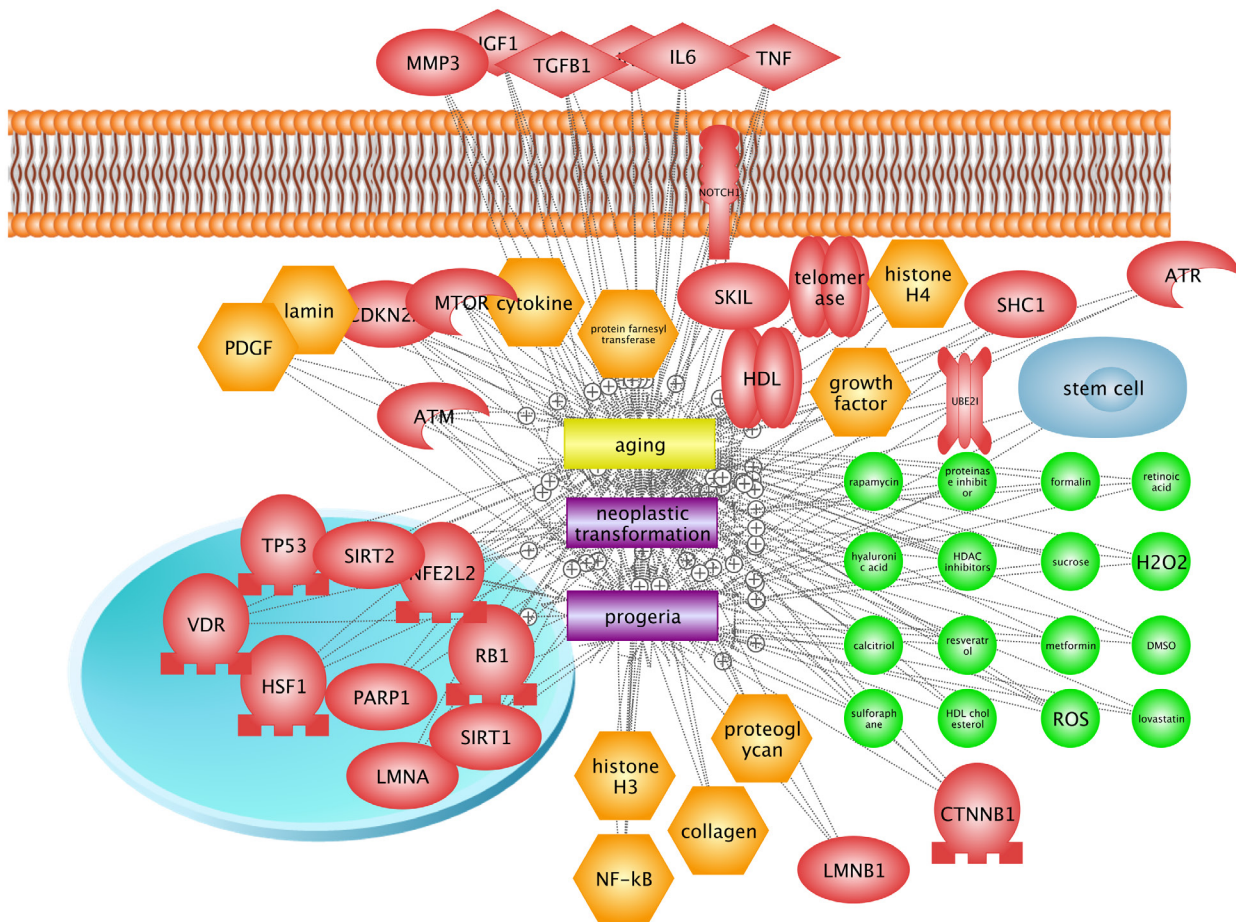 MMP3
IGF1
TGFB1
IL6
TNF
NOTCH1
PDGF
lamin
CDKN2A
MTOR
cytokine
protein farnesyl
transferase
SKIL
telomer
ase
histone
H4
SHC1
ATR
HDL
growth
factor
UBE2I
stem cell
ATM
aging
neoplastic
transformation
progeria
rapamycin
proteinas
e inhibit
or
formalin
retinoic
acid
hyaluroni
c acid
HDAC
inhibitors
sucrose
H2O2
calcitriol
resveratr
ol
metformin
DMSO
sulforaph
ane
HDL chol
esterol
ROS
lovastatin
TP53
SIRT2
NFE2L2
VDR
HSF1
PARP1
RB1
SIRT1
LMNA
histone
H3
proteogl
ycan
collagen
NF-kB
LMNB1
CTNNB1